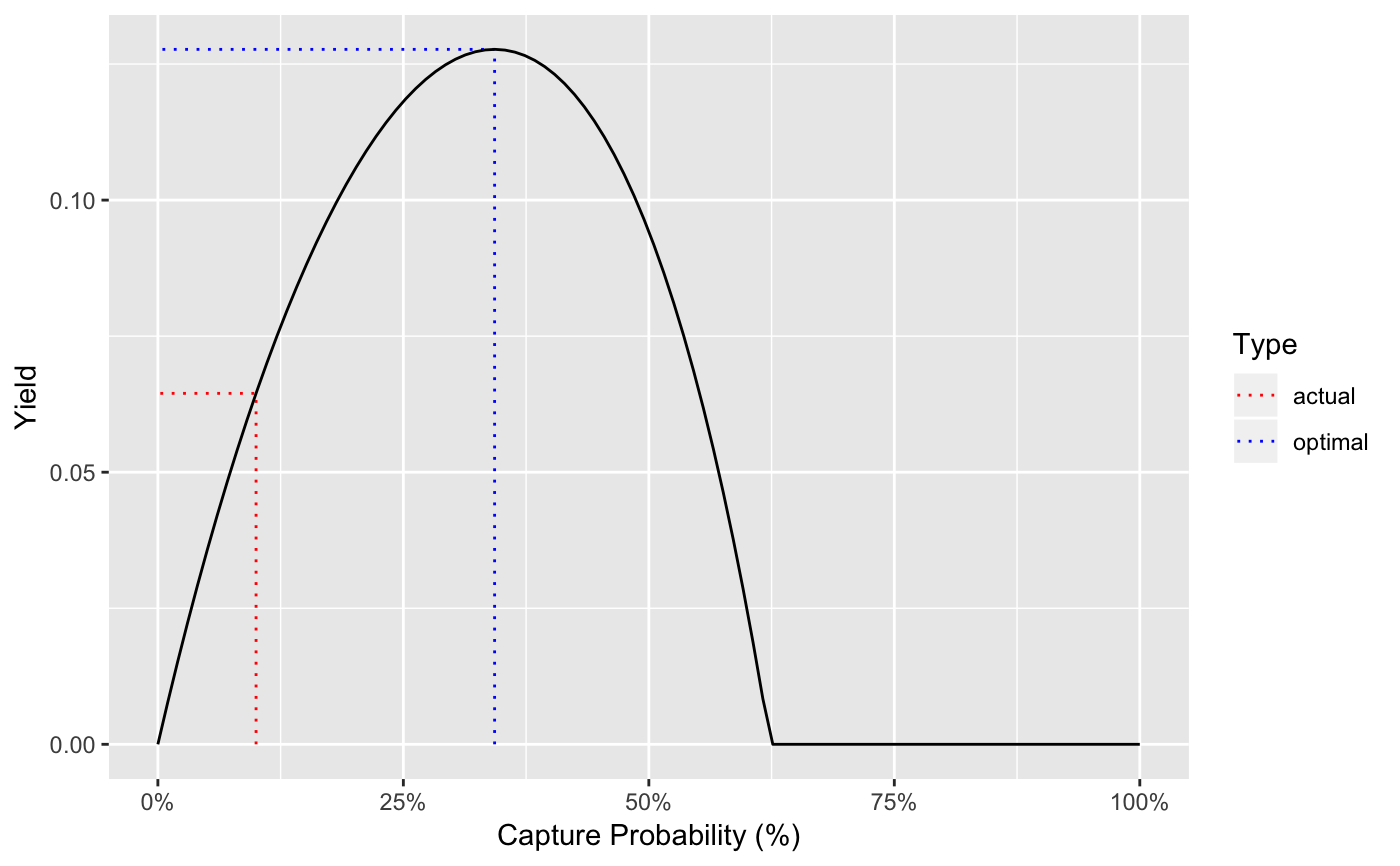 Yield
0.10
0.05
0.00
0%
25%
50%
75%
100%
Capture Probability (%)
Type
actual
optimal